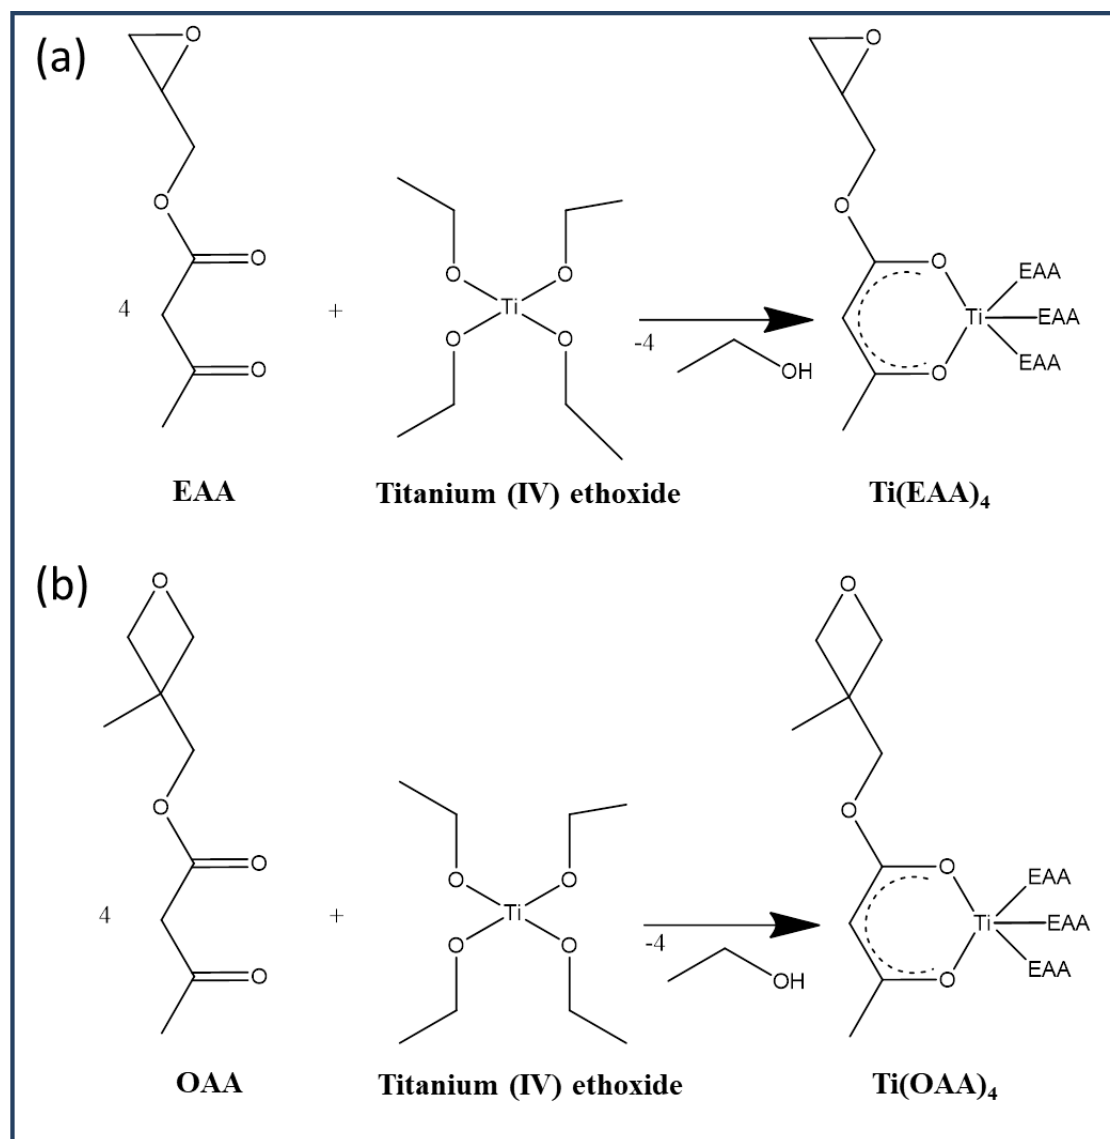 (a)
O
O
O
O
4
+
O
O
Ti
O
O
-4
OH
O
O
O
O
Ti
EAA
EAA
EAA
EAA
Titanium (IV) ethoxide
Ti(EAA)4
(b)
O
O
O
O
4
+
O
O
Ti
O
O
-4
OH
O
O
O
O
Ti
EAA
EAA
EAA
OAA
Titanium (IV) ethoxide
Ti(OAA)4